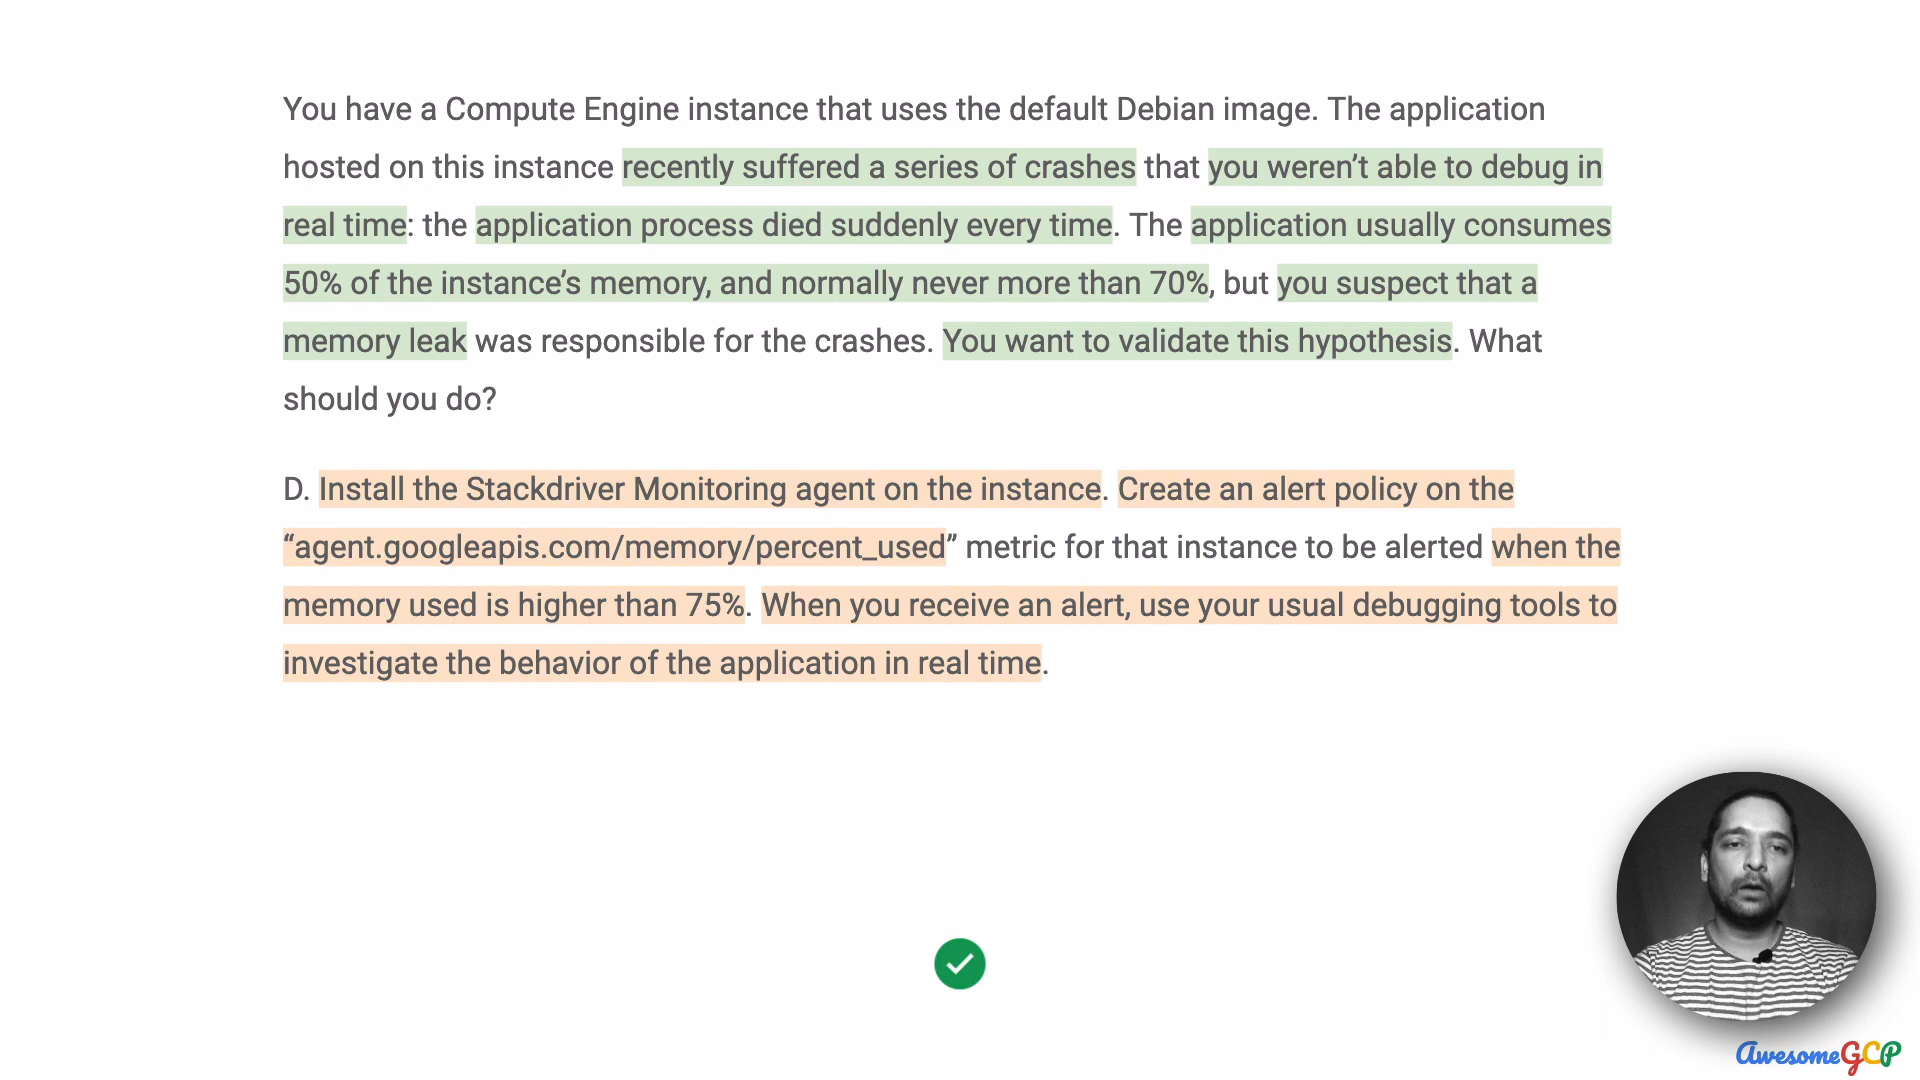 You have a Compute Engine instance that uses the default Debian image. The application
hosted on this instance recently suffered a series of crashes that you weren’t able to debug in
real time: the application process died suddenly every time. The application usually consumes
50% of the instance’s memory, and normally never more than 70%, but you suspect that a
memory leak was responsible for the crashes. You want to validate this hypothesis. What
should you do?
D. Install the Stackdriver Monitoring agent on the instance. Create an alert policy on the
“agent.googleapis.com/memory/percent_used” metric for that instance to be alerted when the
memory used is higher than 75%. When you receive an alert, use your usual debugging tools to
investigate the behavior of the application in real time.
AwesomeGCP